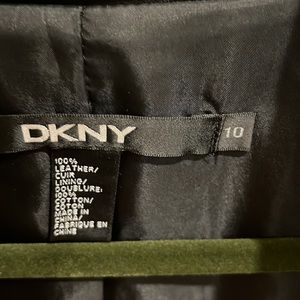 DKNY
10
100%
LEATHER/
CUIR
LINING/
DOUBLURE:
100%
COTTON/
COTON
MADE IN
CHINA/
FABRIQUE EN
CHINE